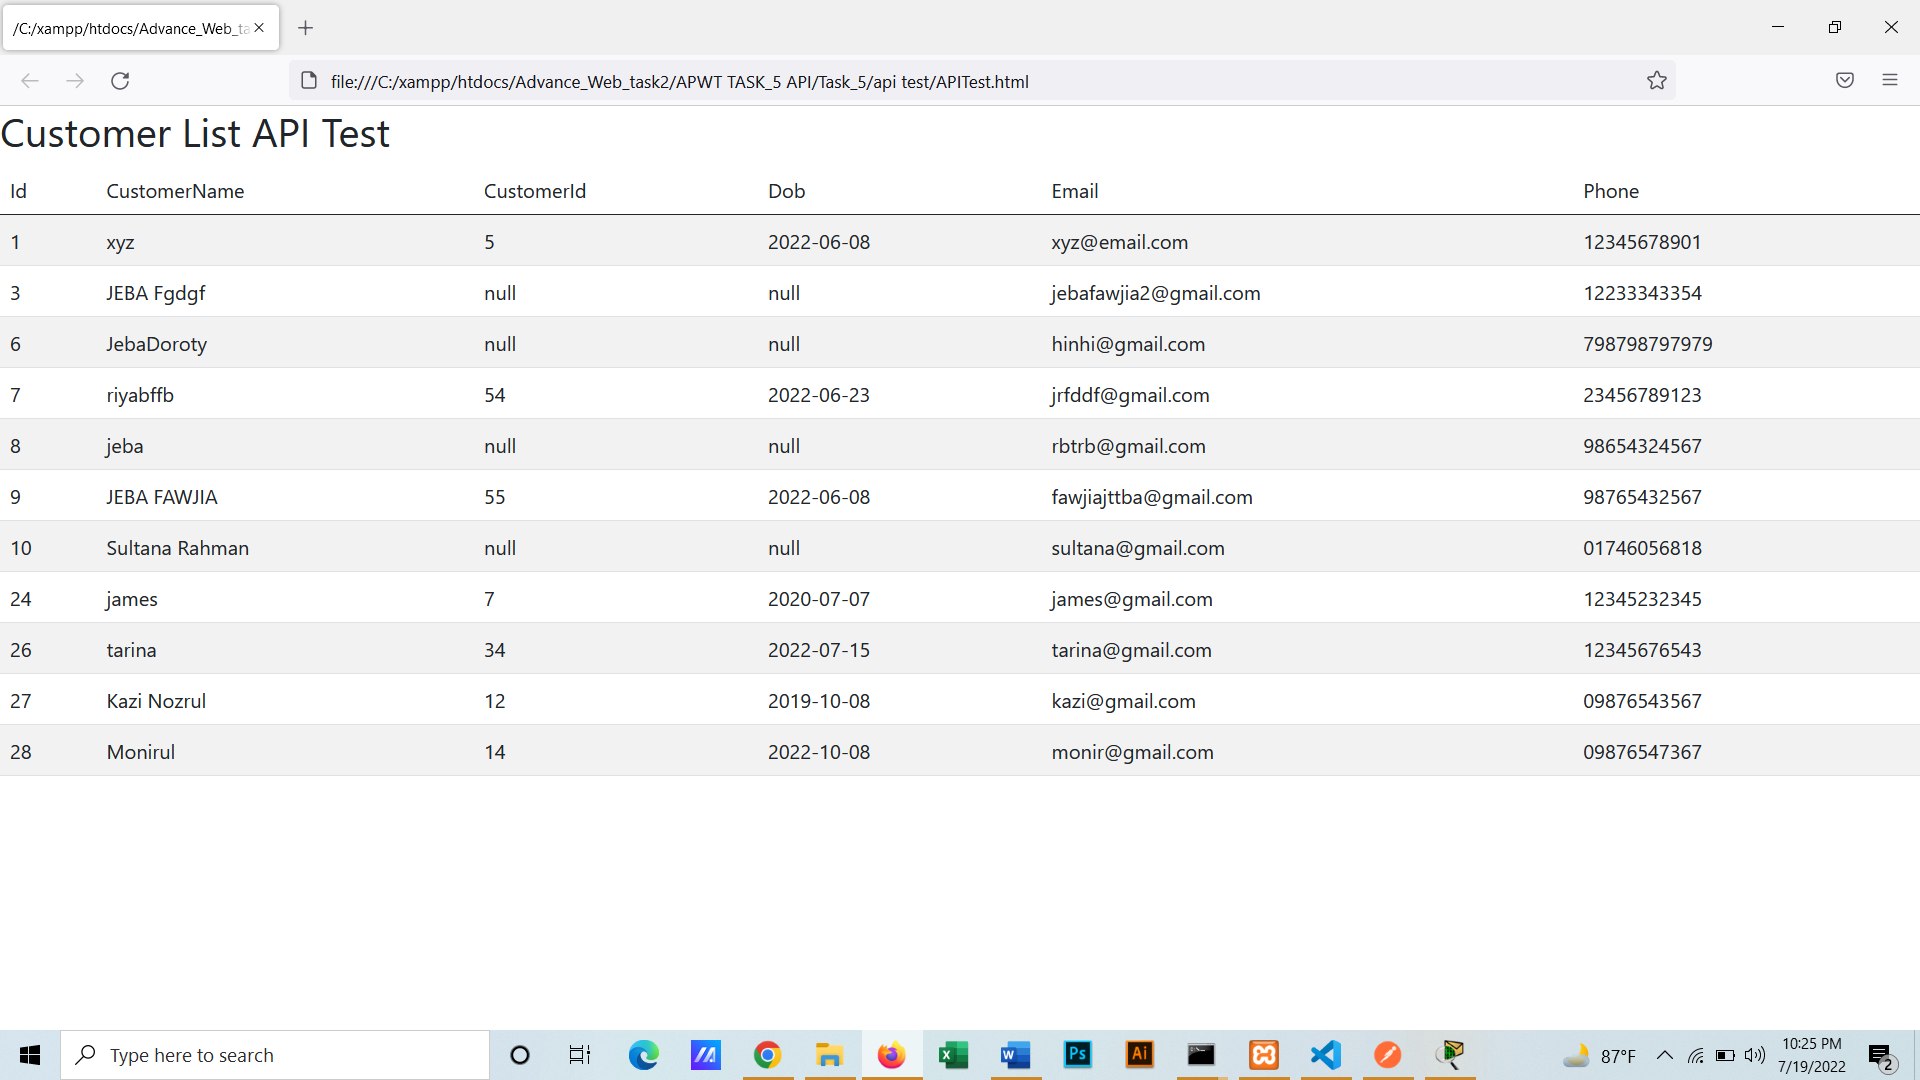 /C:/xampp/htdocs/Advance_Web_ta
file:///C:/xampp/htdocs/Advance_Web_task2/APWT TASK_5 API/Task_5/api test/APITest.html
Customer List API Test
Id CustomerName CustomerId Dob Email Phone
1 xyz 5 2022-06-08 xyz@email.com 12345678901
3 JEBA Fgdgf null null jebafawjia2@gmail.com 12233343354
6 JebaDoroty null null hinhi@gmail.com 798798797979
7 riyabffb 54 2022-06-23 jrfddf@gmail.com 23456789123
8 jeba null null rbtrb@gmail.com 98654324567
9 JEBA FAWJIA 55 2022-06-08 fawjiajttba@gmail.com 98765432567
10 Sultana Rahman null null sultana@gmail.com 01746056818
24 james 7 2020-07-07 james@gmail.com 12345232345
26 tarina 34 2022-07-15 tarina@gmail.com 12345676543
27 Kazi Nozrul 12 2019-10-08 kazi@gmail.com 09876543567
28 Monirul 14 2022-10-08 monir@gmail.com 09876547367
Type here to search
Ps
Ai
87°F
10:25 PM
7/19/2022
2